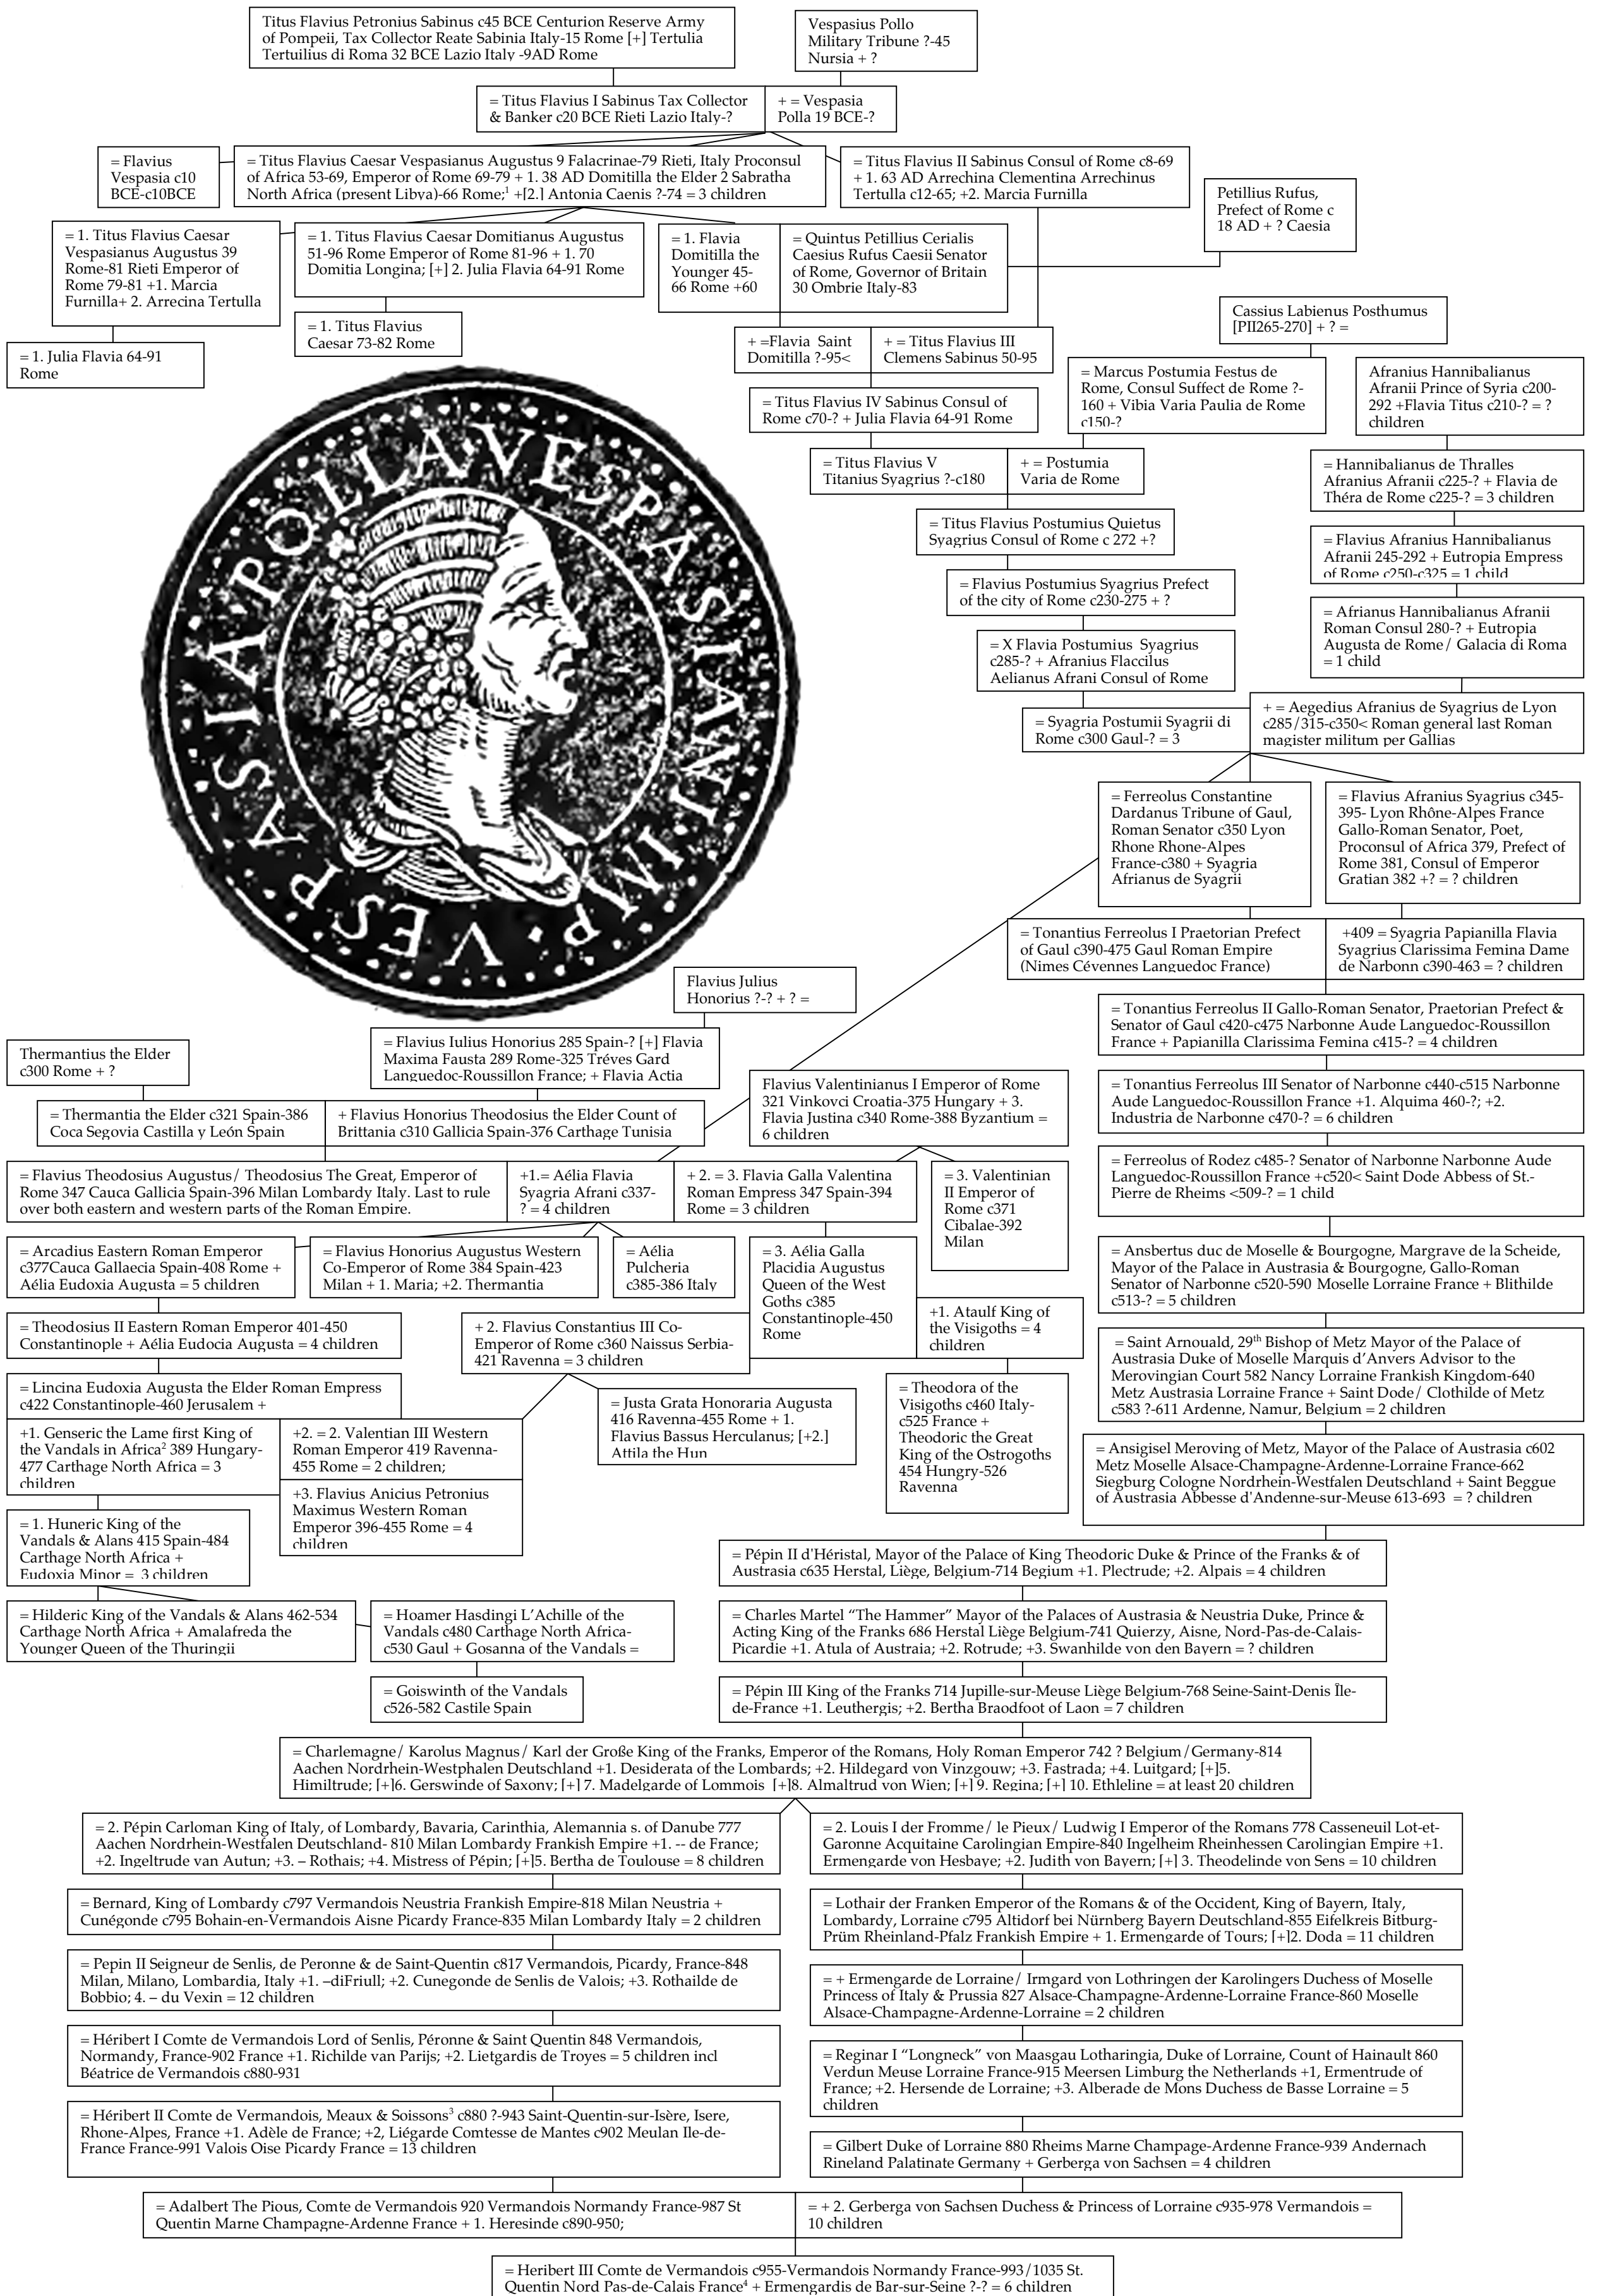 Titus Flavius Petronius Sabinus c45 BCE Centurion Reserve Army
of Pompeii, Tax Collector Reate Sabinia Italy-15 Rome [+] Tertulia
Tertuilius di Roma 32 BCE Lazio Italy -9AD Rome
Vespasius Pollo
Military Tribune ?-45
Nursia + ?
= Titus Flavius I Sabinus Tax Collector
& Banker c20 BCE Rieti Lazio Italy-?
+ = Vespasia
Polla 19 BCE-?
= Flavius
Vespasia c10
BCE-c10BCE
= Titus Flavius Caesar Vespasianus Augustus 9 Falacrinae-79 Rieti, Italy Proconsul
of Africa 53-69, Emperor of Rome 69-79 + 1. 38 AD Domitilla the Elder 2 Sabratha
North Africa (present Libya)-66 Rome;¹ +[2.] Antonia Caenis ?-74 = 3 children
= Titus Flavius II Sabinus Consul of Rome c8-69
+ 1. 63 AD Arrechina Clementina Arrechinus
Tertulla c12-65; +2. Marcia Furnilla
Petillius Rufus,
Prefect of Rome c
18 AD + ? Caesia
= 1. Titus Flavius Caesar
Vespasianus Augustus 39
Rome-81 Rieti Emperor of
Rome 79-81 +1. Marcia
Furnilla+ 2. Arrecina Tertulla
= 1. Titus Flavius Caesar Domitianus Augustus
51-96 Rome Emperor of Rome 81-96 + 1. 70
Domitia Longina; [+] 2. Julia Flavia 64-91 Rome
= 1. Flavia
Domitilla the
Younger 45-
66 Rome +60
= Quintus Petillius Cerialis
Caesius Rufus Caesii Senator
of Rome, Governor of Britain
30 Ombrie Italy-83
= 1. Julia Flavia 64-91
Rome
= 1. Titus Flavius
Caesar 73-82 Rome
+ =Flavia Saint
Domitilla ?-95<
+ = Titus Flavius III
Clemens Sabinus 50-95
Cassius Labienus Posthumus
[PII265-270] + ? =
= Titus Flavius IV Sabinus Consul of
Rome c70-? + Julia Flavia 64-91 Rome
= Marcus Postumia Festus de
Rome, Consul Suffect de Rome ?-
160 + Vibia Varia Paulia de Rome
c150-?
Afranius Hannibalianus
Afranii Prince of Syria c200-
292 +Flavia Titus c210-? = ?
children
= Titus Flavius V
Titanius Syagrius ?-c180
+ = Postumia
Varia de Rome
= Hannibalianus de Thralles
Afranius Afranii c225-? + Flavia de
Théra de Rome c225-? = 3 children
= Titus Flavius Postumius Quietus
Syagrius Consul of Rome c 272 +?
= Flavius Afranius Hannibalianus
Afranii 245-292 + Eutropia Empress
of Rome c250-c325 = 1 child
= Flavius Postumius Syagrius Prefect
of the city of Rome c230-275 + ?
= Afrianus Hannibalianus Afranii
Roman Consul 280-? + Eutropia
Augusta de Rome/ Galacia di Roma
= 1 child
= X Flavia Postumius Syagrius
c285-? + Afranius Flaccilus
Aelianus Afrani Consul of Rome
= Syagria Postumii Syagrii di
Rome c300 Gaul-? = 3
+ = Aegedius Afranius de Syagrius de Lyon
c285/315-c350< Roman general last Roman
magister militum per Gallias
VESPASIA POLLA VESPASIANI IMP. VESP
= Ferreolus Constantine
Dardanus Tribune of Gaul,
Roman Senator c350 Lyon
Rhone Rhone-Alpes
France-c380 + Syagria
Afrianus de Syagrii
= Flavius Afranius Syagrius c345-
395- Lyon Rhône-Alpes France
Gallo-Roman Senator, Poet,
Proconsul of Africa 379, Prefect of
Rome 381, Consul of Emperor
Gratian 382 +? = ? children
= Tonantius Ferreolus I Praetorian Prefect
of Gaul c390-475 Gaul Roman Empire
(Nimes Cévennes Languedoc France)
+409 = Syagria Papianilla Flavia
Syagrius Clarissima Femina Dame
de Narbonn c390-463 = ? children
Flavius Julius
Honorius ?-? + ? =
= Tonantius Ferreolus II Gallo-Roman Senator, Praetorian Prefect &
Senator of Gaul c420-c475 Narbonne Aude Languedoc-Roussillon
France + Papianilla Clarissima Femina c415-? = 4 children
Thermantius the Elder
c300 Rome + ?
= Flavius Iulius Honorius 285 Spain-? [+] Flavia
Maxima Fausta 289 Rome-325 Tréves Gard
Languedoc-Roussillon France; + Flavia Actia
Flavius Valentinianus I Emperor of Rome
321 Vinkovci Croatia-375 Hungary + 3.
Flavia Justina c340 Rome-388 Byzantium =
6 children
= Tonantius Ferreolus III Senator of Narbonne c440-c515 Narbonne
Aude Languedoc-Roussillon France +1. Alquima 460-?; +2.
Industria de Narbonne c470-? = 6 children
= Thermantia the Elder c321 Spain-386
Coca Segovia Castilla y León Spain
+ Flavius Honorius Theodosius the Elder Count of
Brittania c310 Gallicia Spain-376 Carthage Tunisia
= Ferreolus of Rodez c485-? Senator of Narbonne Narbonne Aude
Languedoc-Roussillon France +c520< Saint Dode Abbess of St.-
Pierre de Rheims <509-? = 1 child
= Flavius Theodosius Augustus/ Theodosius The Great, Emperor of
Rome 347 Cauca Gallicia Spain-396 Milan Lombardy Italy. Last to rule
over both eastern and western parts of the Roman Empire.
+1.= Aélia Flavia
Syagria Afrani c337-
? = 4 children
+ 2. = 3. Flavia Galla Valentina
Roman Empress 347 Spain-394
Rome = 3 children
= 3. Valentinian
II Emperor of
Rome c371
Cibalae-392
Milan
= Arcadius Eastern Roman Emperor
c377Cauca Gallaecia Spain-408 Rome +
Aélia Eudoxia Augusta = 5 children
= Flavius Honorius Augustus Western
Co-Emperor of Rome 384 Spain-423
Milan + 1. Maria; +2. Thermantia
= Aélia
Pulcheria
c385-386 Italy
= 3. Aélia Galla
Placidia Augustus
Queen of the West
Goths c385
Constantinople-450
Rome
= Ansbertus duc de Moselle & Bourgogne, Margrave de la Scheide,
Mayor of the Palace in Austrasia & Bourgogne, Gallo-Roman
Senator of Narbonne c520-590 Moselle Lorraine France + Blithilde
c513-? = 5 children
+1. Ataulf King of
the Visigoths = 4
children
= Theodosius II Eastern Roman Emperor 401-450
Constantinople + Aélia Eudocia Augusta = 4 children
+ 2. Flavius Constantius III Co-
Emperor of Rome c360 Naissus Serbia-
421 Ravenna = 3 children
= Saint Arnouald, 29th Bishop of Metz Mayor of the Palace of
Austrasia Duke of Moselle Marquis d’Anvers Advisor to the
Merovingian Court 582 Nancy Lorraine Frankish Kingdom-640
Metz Austrasia Lorraine France + Saint Dode/ Clothilde of Metz
c583 ?-611 Ardenne, Namur, Belgium = 2 children
= Lincina Eudoxia Augusta the Elder Roman Empress
c422 Constantinople-460 Jerusalem +
= Justa Grata Honoraria Augusta
416 Ravenna-455 Rome + 1.
Flavius Bassus Herculanus; [+2.]
Attila the Hun
= Theodora of the
Visigoths c460 Italy-
c525 France +
Theodoric the Great
King of the Ostrogoths
454 Hungry-526
Ravenna
+1. Genseric the Lame first King of
the Vandals in Africa² 389 Hungary-
477 Carthage North Africa = 3
children
+2. = 2. Valentian III Western
Roman Emperor 419 Ravenna-
455 Rome = 2 children;
= Ansigisel Meroving of Metz, Mayor of the Palace of Austrasia c602
Metz Moselle Alsace-Champagne-Ardenne-Lorraine France-662
Siegburg Cologne Nordrhein-Westfalen Deutschland + Saint Beggue
of Austrasia Abbesse d'Andenne-sur-Meuse 613-693 = ? children
+3. Flavius Anicius Petronius
Maximus Western Roman
Emperor 396-455 Rome = 4
children
= 1. Huneric King of the
Vandals & Alans 415 Spain-484
Carthage North Africa +
Eudoxia Minor = 3 children
= Pépin II d'Héristal, Mayor of the Palace of King Theodoric Duke & Prince of the Franks & of
Austrasia c635 Herstal, Liège, Belgium-714 Begium +1. Plectrude; +2. Alpais = 4 children
= Hilderic King of the Vandals & Alans 462-534
Carthage North Africa + Amalafreda the
Younger Queen of the Thuringii
= Hoamer Hasdingi L’Achille of the
Vandals c480 Carthage North Africa-
c530 Gaul + Gosanna of the Vandals =
= Charles Martel “The Hammer” Mayor of the Palaces of Austrasia & Neustria Duke, Prince &
Acting King of the Franks 686 Herstal Liège Belgium-741 Quierzy, Aisne, Nord-Pas-de-Calais-
Picardie +1. Atula of Austraia; +2. Rotrude; +3. Swanhilde von den Bayern = ? children
= Goiswinth of the Vandals
c526-582 Castile Spain
= Pépin III King of the Franks 714 Jupille-sur-Meuse Liège Belgium-768 Seine-Saint-Denis Île-
de-France +1. Leuthergis; +2. Bertha Braodfoot of Laon = 7 children
= Charlemagne/ Karolus Magnus/ Karl der Große King of the Franks, Emperor of the Romans, Holy Roman Emperor 742 ? Belgium/Germany-814
Aachen Nordrhein-Westphalen Deutschland +1. Desiderata of the Lombards; +2. Hildegard von Vinzgouw; +3. Fastrada; +4. Luitgard; [+]5.
Himiltrude; [+]6. Gerswinde of Saxony; [+] 7. Madelgarde of Lommois [+]8. Almaltrud von Wien; [+] 9. Regina; [+] 10. Ethleline = at least 20 children
= 2. Pépin Carloman King of Italy, of Lombardy, Bavaria, Carinthia, Alemannia s. of Danube 777
Aachen Nordrhein-Westfalen Deutschland- 810 Milan Lombardy Frankish Empire +1. -- de France;
+2. Ingeltrude van Autun; +3. – Rothais; +4. Mistress of Pépin; [+]5. Bertha de Toulouse = 8 children
= 2. Louis I der Fromme/ le Pieux/ Ludwig I Emperor of the Romans 778 Casseneuil Lot-et-
Garonne Acquitaine Carolingian Empire-840 Ingelheim Rheinhessen Carolingian Empire +1.
Ermengarde von Hesbaye; +2. Judith von Bayern; [+] 3. Theodelinde von Sens = 10 children
= Bernard, King of Lombardy c797 Vermandois Neustria Frankish Empire-818 Milan Neustria +
Cunégonde c795 Bohain-en-Vermandois Aisne Picardy France-835 Milan Lombardy Italy = 2 children
= Lothair der Franken Emperor of the Romans & of the Occident, King of Bayern, Italy,
Lombardy, Lorraine c795 Altidorf bei Nürnberg Bayern Deutschland-855 Eifelkreis Bitburg-
Prüm Rheinland-Pfalz Frankish Empire + 1. Ermengarde of Tours; [+]2. Doda = 11 children
= Pepin II Seigneur de Senlis, de Peronne & de Saint-Quentin c817 Vermandois, Picardy, France-848
Milan, Milano, Lombardia, Italy +1. –diFriull; +2. Cunegonde de Senlis de Valois; +3. Rothailde de
Bobbio; 4. – du Vexin = 12 children
= + Ermengarde de Lorraine/ Irmgard von Lothringen der Karolingers Duchess of Moselle
Princess of Italy & Prussia 827 Alsace-Champagne-Ardenne-Lorraine France-860 Moselle
Alsace-Champagne-Ardenne-Lorraine = 2 children
= Héribert I Comte de Vermandois Lord of Senlis, Péronne & Saint Quentin 848 Vermandois,
Normandy, France-902 France +1. Richilde van Parijs; +2. Lietgardis de Troyes = 5 children incl
Béatrice de Vermandois c880-931
= Reginar I “Longneck” von Maasgau Lotharingia, Duke of Lorraine, Count of Hainault 860
Verdun Meuse Lorraine France-915 Meersen Limburg the Netherlands +1, Ermentrude of
France; +2. Hersende de Lorraine; +3. Alberade de Mons Duchess de Basse Lorraine = 5
children
= Héribert II Comte de Vermandois, Meaux & Soissons³ c880 ?-943 Saint-Quentin-sur-Isère, Isere,
Rhone-Alpes, France +1. Adèle de France; +2, Liégarde Comtesse de Mantes c902 Meulan Ile-de-
France France-991 Valois Oise Picardy France = 13 children
= Gilbert Duke of Lorraine 880 Rheims Marne Champage-Ardenne France-939 Andernach
Rineland Palatinate Germany + Gerberga von Sachsen = 4 children
= Adalbert The Pious, Comte de Vermandois 920 Vermandois Normandy France-987 St
Quentin Marne Champagne-Ardenne France + 1. Heresinde c890-950;
= + 2. Gerberga von Sachsen Duchess & Princess of Lorraine c935-978 Vermandois =
10 children
= Heribert III Comte de Vermandois c955-Vermandois Normandy France-993/1035 St.
Quentin Nord Pas-de-Calais France⁴ + Ermengardis de Bar-sur-Seine ?-? = 6 children